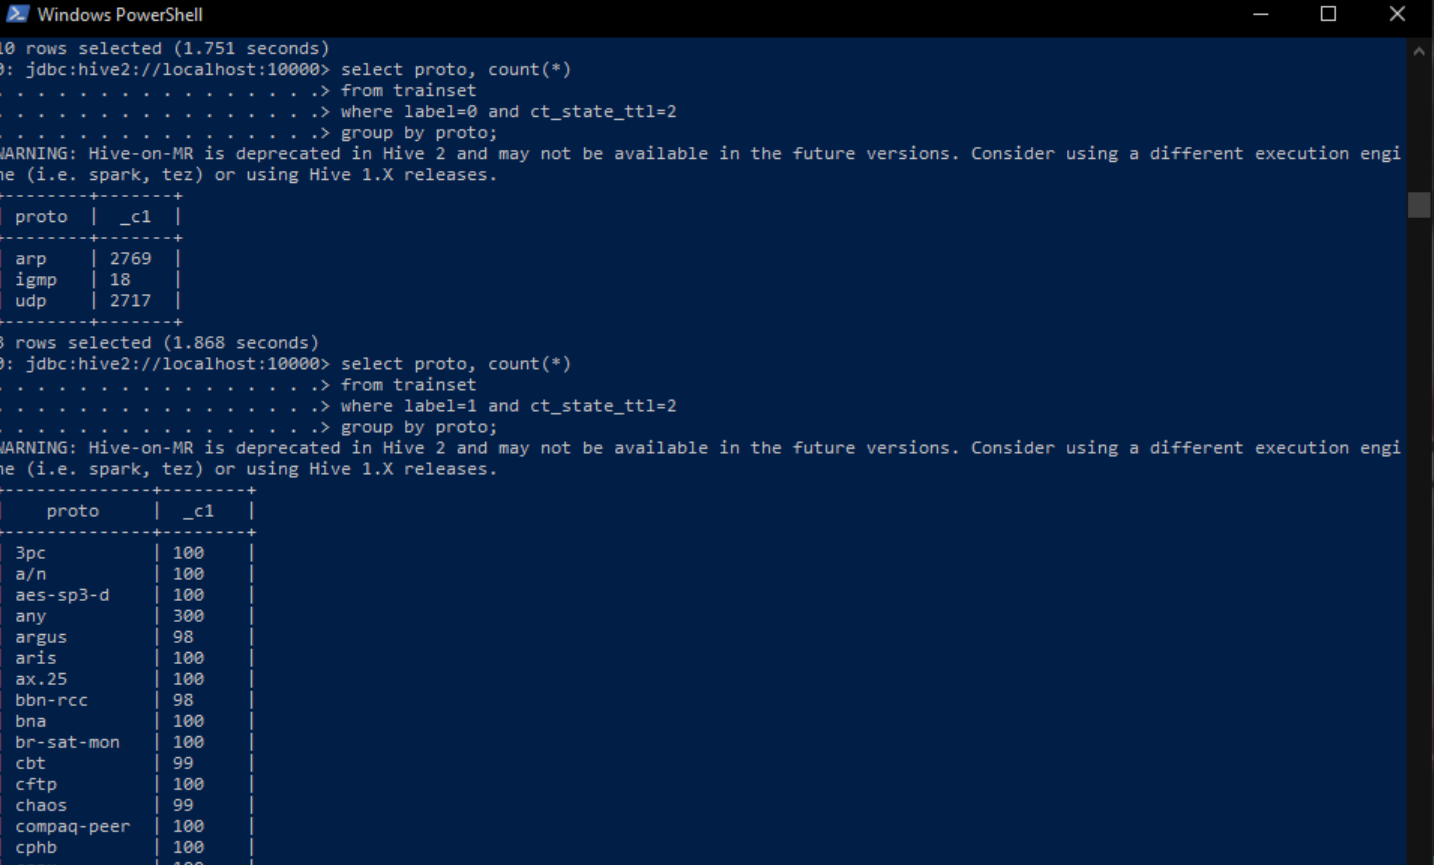 Windows PowerShell
10 rows selected (1.751 seconds)
0: jdbc:hive2://localhost:10000> select proto, count(*)
. . . . . . . . . . . . . . . .> from trainset
. . . . . . . . . . . . . . . .> where label=0 and ct_state_ttl=2
. . . . . . . . . . . . . . . .> group by proto;
WARNING: Hive-on-MR is deprecated in Hive 2 and may not be available in the future versions. Consider using a different execution engi
ne (i.e. spark, tez) or using Hive 1.X releases.
+--------+-------+
| proto | _c1 |
+--------+-------+
| arp | 2769 |
| igmp | 18 |
| udp | 2717 |
+--------+-------+
3 rows selected (1.868 seconds)
0: jdbc:hive2://localhost:10000> select proto, count(*)
. . . . . . . . . . . . . . . .> from trainset
. . . . . . . . . . . . . . . .> where label=1 and ct_state_ttl=2
. . . . . . . . . . . . . . . .> group by proto;
WARNING: Hive-on-MR is deprecated in Hive 2 and may not be available in the future versions. Consider using a different execution engi
ne (i.e. spark, tez) or using Hive 1.X releases.
+--------------+--------+
| proto | _c1 |
+--------------+--------+
| 3pc | 100 |
| a/n | 100 |
| aes-sp3-d | 100 |
| any | 300 |
| argus | 98 |
| aris | 100 |
| ax.25 | 100 |
| bbn-rcc | 98 |
| bna | 100 |
| br-sat-mon | 100 |
| cbt | 99 |
| cftp | 100 |
| chaos | 99 |
| compaq-peer | 100 |
| cphb | 100 |